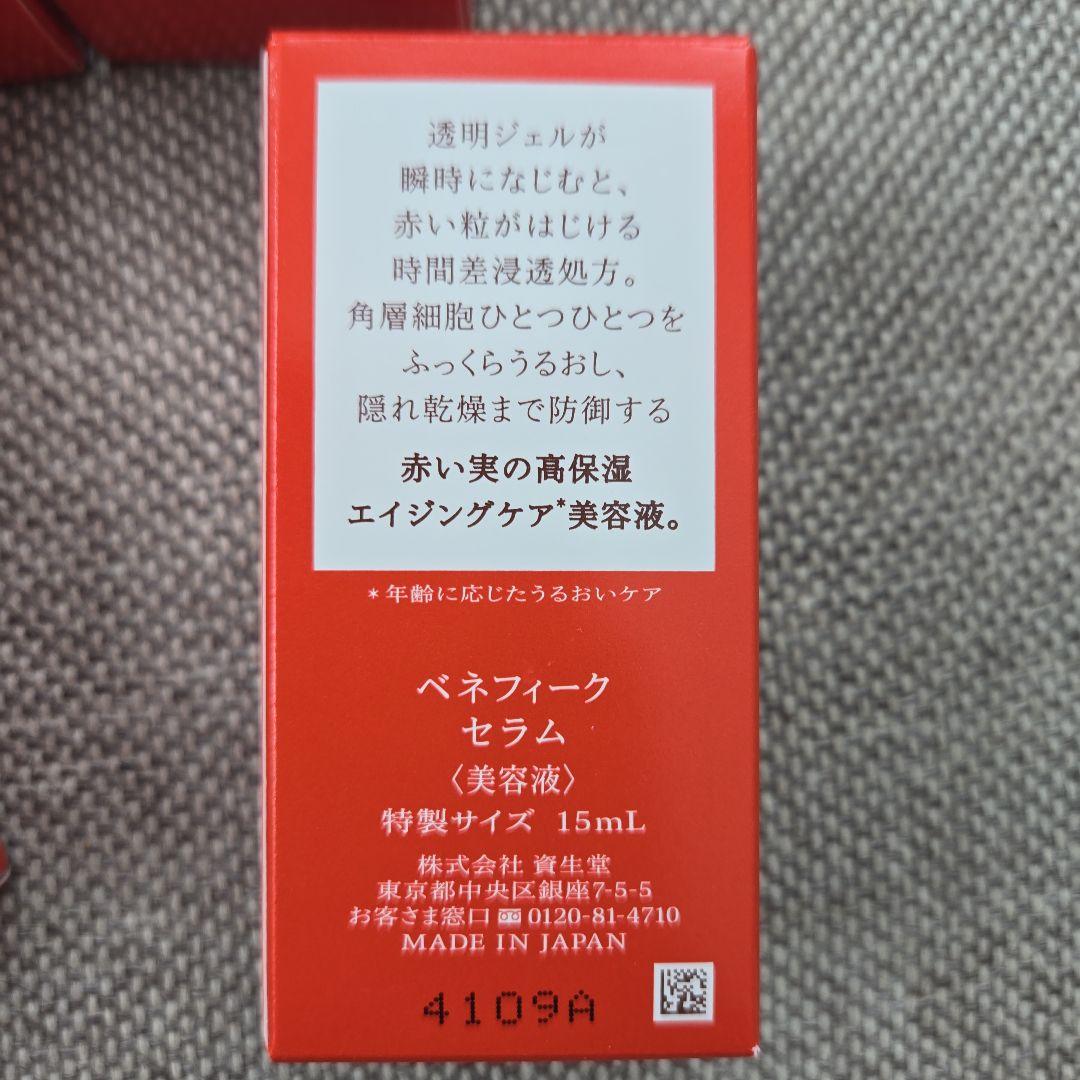 透明ジェルが
瞬時になじむと、
赤い粒がはじける
時間差浸透処方。
角層細胞ひとつひとつを
ふっくらうるおし、
隠れ乾燥まで防御する
赤い実の高保湿
エイジングケア*美容液。
*年齢に応じたうるおいケア
ベネフィーク
セラム
〈美容液〉
特製サイズ 15mL
株式会社 資生堂
東京都中央区銀座7-5-5
お客さま窓口 0120-81-4710
MADE IN JAPAN
4109A